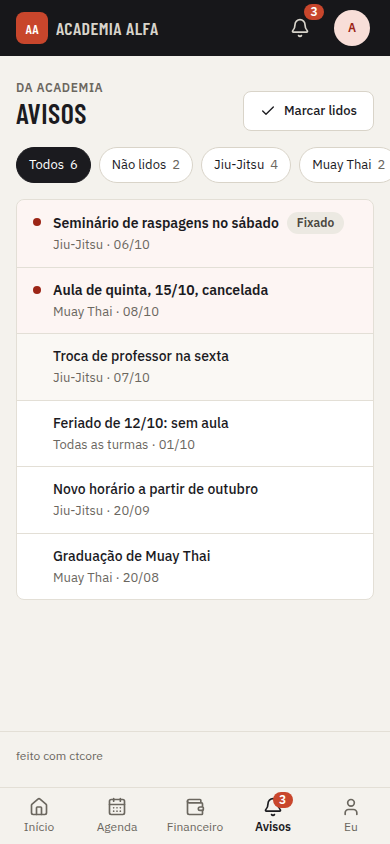 AA ACADEMIA ALFA 3 A
DA ACADEMIA
AVISOS
Marcar lidos
Todos 6 Não lidos 2 Jiu-Jitsu 4 Muay Thai 2
Seminário de raspagens no sábado Fixado
Jiu-Jitsu · 06/10
Aula de quinta, 15/10, cancelada
Muay Thai · 08/10
Troca de professor na sexta
Jiu-Jitsu · 07/10
Feriado de 12/10: sem aula
Todas as turmas · 01/10
Novo horário a partir de outubro
Jiu-Jitsu · 20/09
Graduação de Muay Thai
Muay Thai · 20/08
feito com ctcore
3
Início Agenda Financeiro Avisos Eu